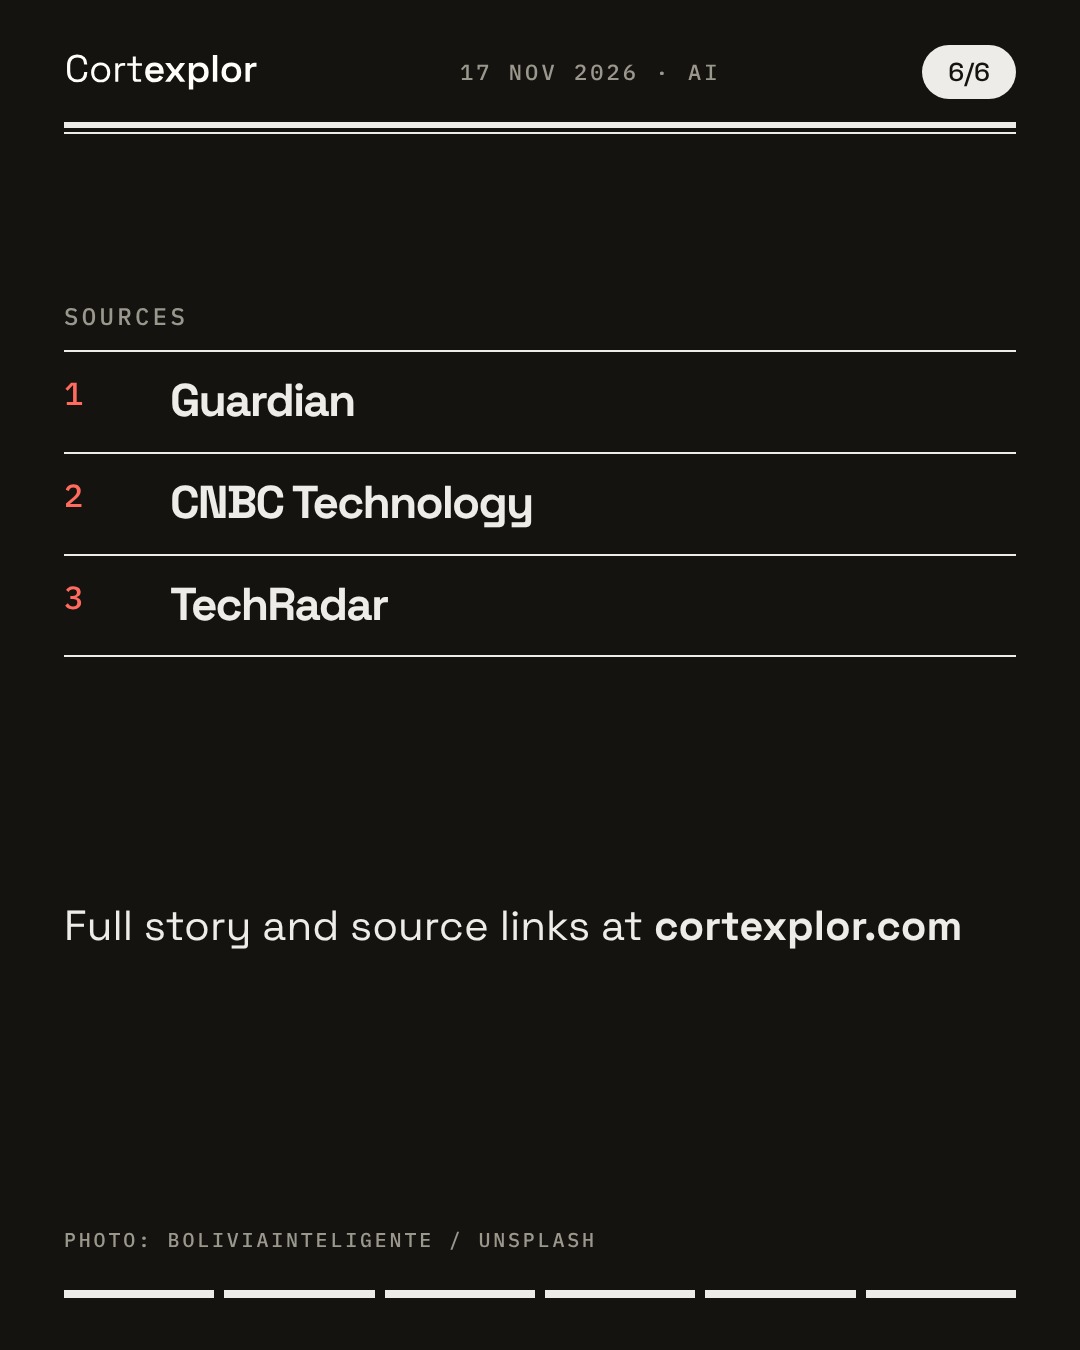 Cortexplor
17 NOV 2026 · AI
6/6
SOURCES
1 Guardian
2 CNBC Technology
3 TechRadar
Full story and source links at cortexplor.com
PHOTO: BOLIVIAINTELIGENTE / UNSPLASH